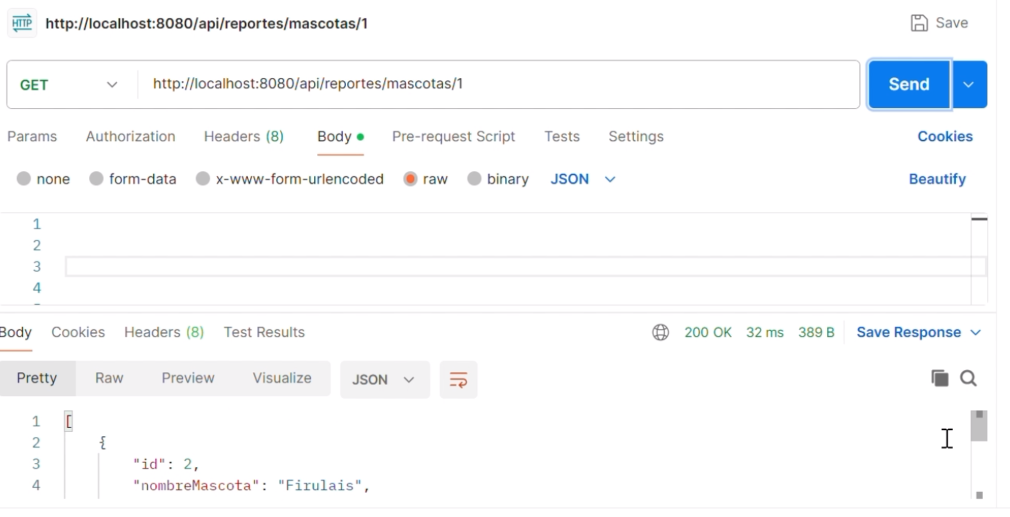 HTTP http://localhost:8080/api/reportes/mascotas/1 Save
GET http://localhost:8080/api/reportes/mascotas/1 Send
Params Authorization Headers (8) Body Pre-request Script Tests Settings Cookies
none form-data x-www-form-urlencoded raw binary JSON Beautify
1
2
3
4
Body Cookies Headers (8) Test Results 200 OK 32 ms 389 B Save Response
Pretty Raw Preview Visualize JSON
1 [
2 {
3 "id": 2,
4 "nombreMascota": "Firulais",